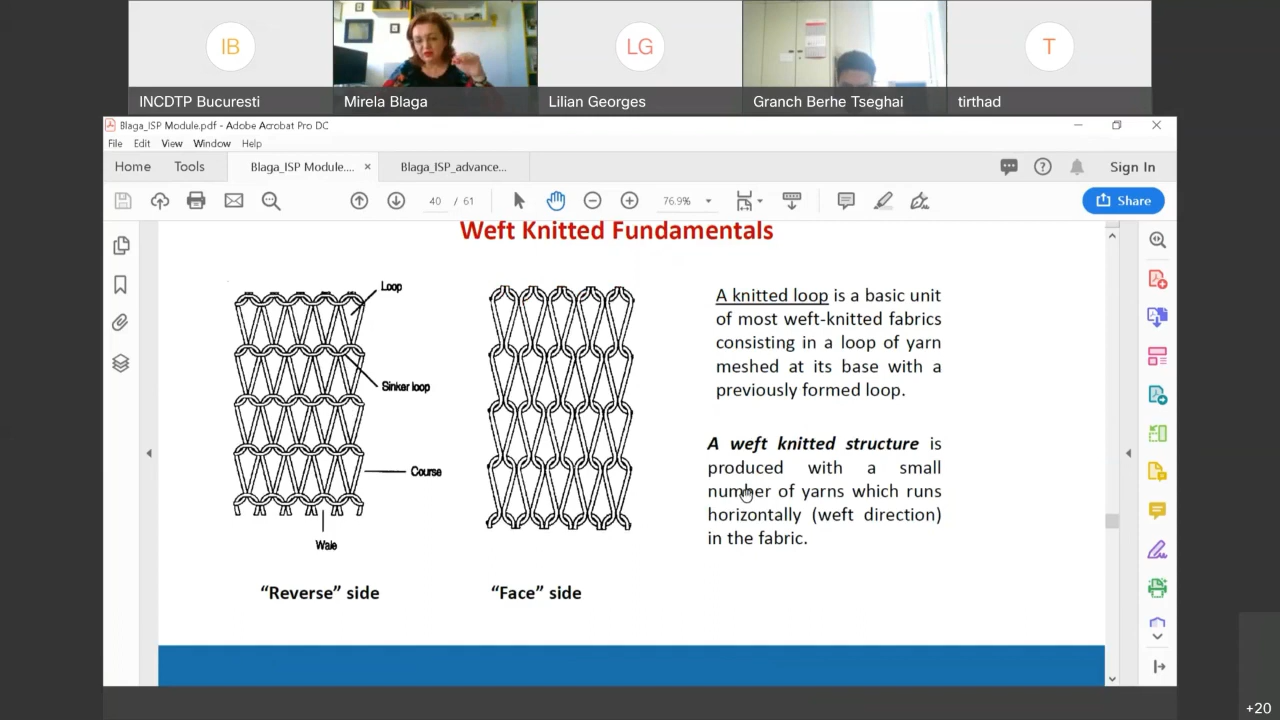 IB
LG
T
INCDTP Bucuresti
Mirela Blaga
Lilian Georges
Granch Berhe Tseghai
tirthad
Blaga_ISP Module.pdf - Adobe Acrobat Pro DC
File Edit View Window Help
Home Tools Blaga_ISP Module.... × Blaga_ISP_advance... Sign In
40 / 61 76.9% Share
Weft Knitted Fundamentals
Loop
Sinker loop
Course
Wale
"Reverse" side
"Face" side
A knitted loop is a basic unit
of most weft-knitted fabrics
consisting in a loop of yarn
meshed at its base with a
previously formed loop.
A weft knitted structure is
produced with a small
number of yarns which runs
horizontally (weft direction)
in the fabric.
+20